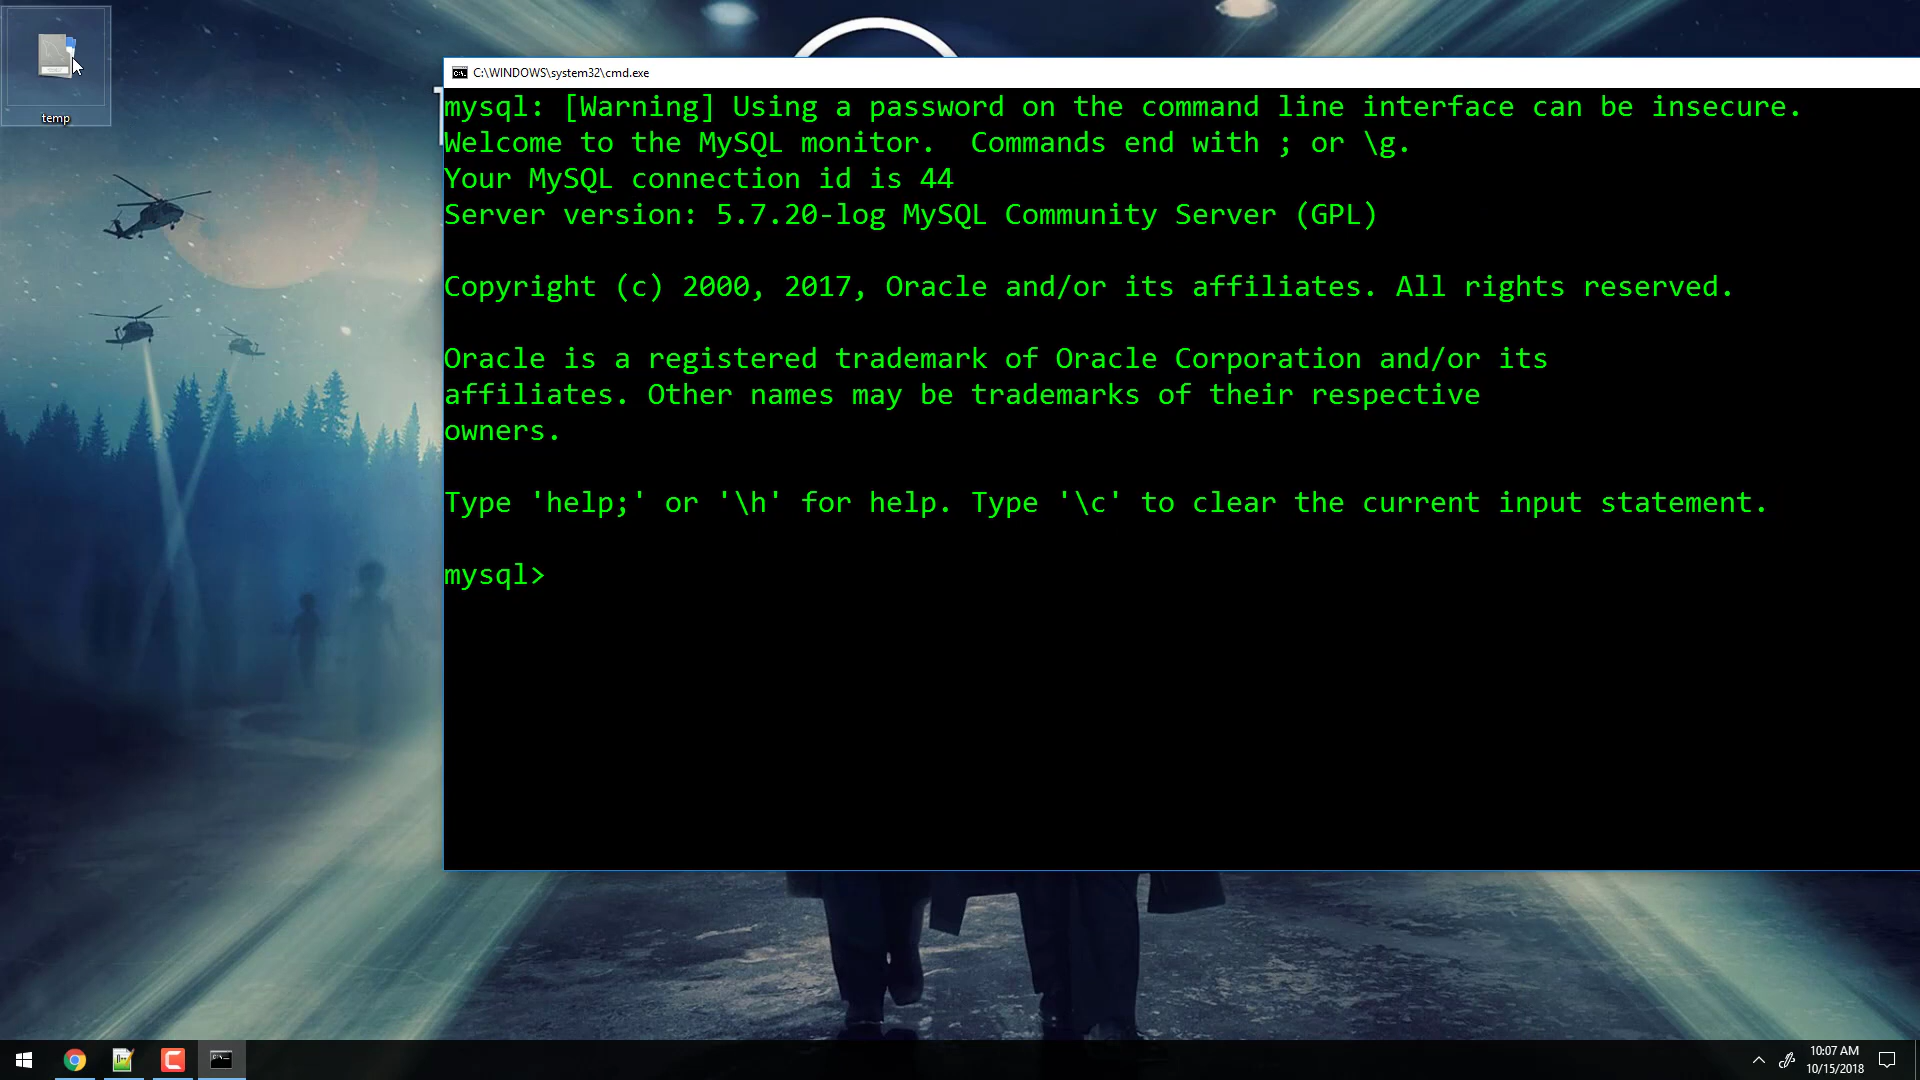 temp
C:\WINDOWS\system32\cmd.exe
mysql: [Warning] Using a password on the command line interface can be insecure.
Welcome to the MySQL monitor.  Commands end with ; or \g.
Your MySQL connection id is 44
Server version: 5.7.20-log MySQL Community Server (GPL)
Copyright (c) 2000, 2017, Oracle and/or its affiliates. All rights reserved.
Oracle is a registered trademark of Oracle Corporation and/or its
affiliates. Other names may be trademarks of their respective
owners.
Type 'help;' or '\h' for help. Type '\c' to clear the current input statement.
mysql>
10:07 AM
10/15/2018